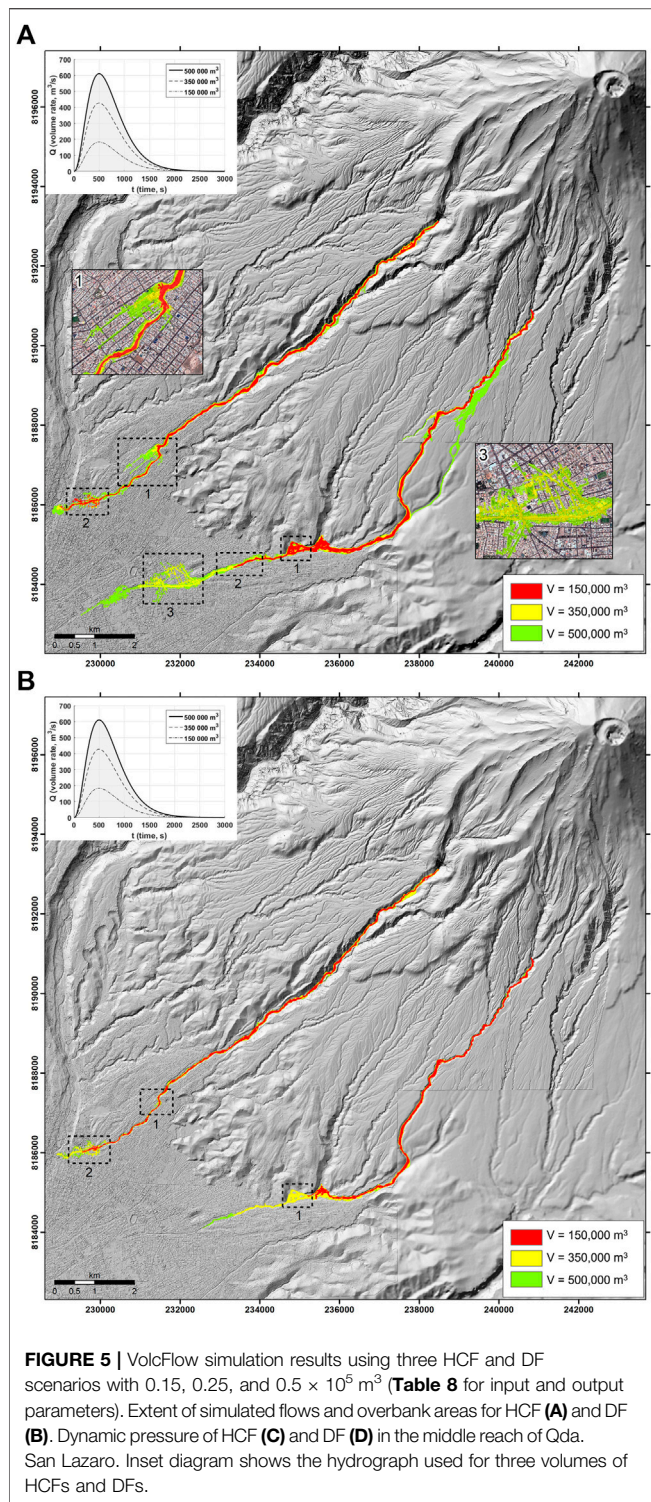 A
700
600
500
400
300
200
100
0
Q (volume rate, m³/s)
500 000 m³
350 000 m³
150 000 m³
0 500 1000 1500 2000 2500 3000
t (time, s)
8196000
8194000
8192000
8190000
8188000
8186000
8184000
1
3
1
2
1
2
3
V = 150,000 m³
V = 350,000 m³
V = 500,000 m³
km
0 0.5 1 2
230000 232000 234000 236000 238000 240000 242000
B
700
600
500
400
300
200
100
0
Q (volume rate, m³/s)
500 000 m³
350 000 m³
150 000 m³
0 500 1000 1500 2000 2500 3000
t (time, s)
8196000
8194000
8192000
8190000
8188000
8186000
8184000
1
2
1
V = 150,000 m³
V = 350,000 m³
V = 500,000 m³
km
0 0.5 1 2
230000 232000 234000 236000 238000 240000 242000
FIGURE 5 | VolcFlow simulation results using three HCF and DF
scenarios with 0.15, 0.25, and 0.5 × 10⁵ m³ (Table 8 for input and output
parameters). Extent of simulated flows and overbank areas for HCF (A) and DF
(B). Dynamic pressure of HCF (C) and DF (D) in the middle reach of Qda.
San Lazaro. Inset diagram shows the hydrograph used for three volumes of
HCFs and DFs.